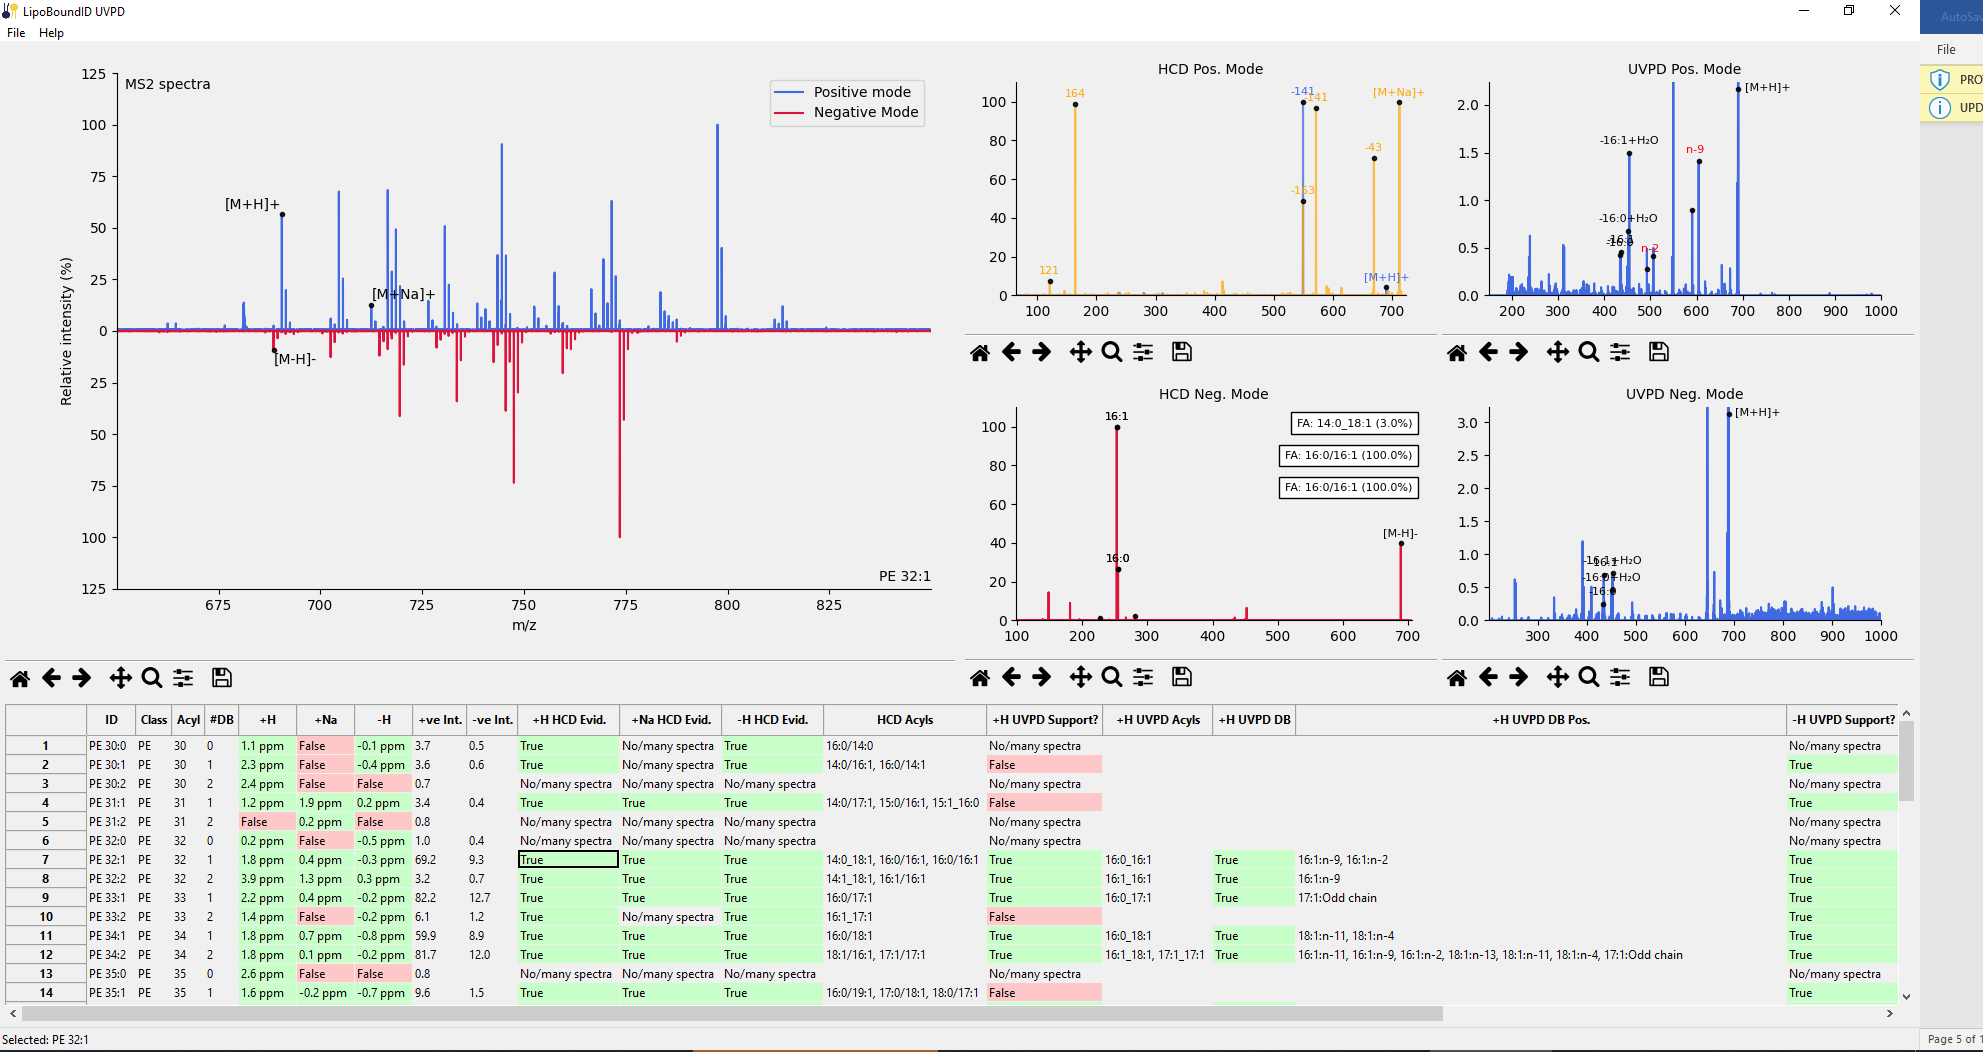 LipoBoundID UVPD
File Help
MS2 spectra
Positive mode
Negative Mode
[M+H]+
[M+Na]+
[M-H]-
PE 32:1
Relative intensity (%)
125
100
75
50
25
0
25
50
75
100
125
675 700 725 750 775 800 825
m/z
HCD Pos. Mode
164
-141
-141
[M+Na]+
-43
-163
121
[M+H]+
100
80
60
40
20
0
100 200 300 400 500 600 700
UVPD Pos. Mode
[M+H]+
-16:1+H₂O
n-9
-16:0+H₂O
n-2
2.0
1.5
1.0
0.5
0.0
200 300 400 500 600 700 800 900 1000
HCD Neg. Mode
16:1
FA: 14:0_18:1 (3.0%)
FA: 16:0/16:1 (100.0%)
FA: 16:0/16:1 (100.0%)
[M-H]-
16:0
100
80
60
40
20
0
100 200 300 400 500 600 700
UVPD Neg. Mode
[M+H]+
-16:1+H₂O
-16:0+H₂O
-16:0
3.0
2.5
2.0
1.5
1.0
0.5
0.0
300 400 500 600 700 800 900 1000
ID Class Acyl #DB +H +Na -H +ve Int. -ve Int. +H HCD Evid. +Na HCD Evid. -H HCD Evid. HCD Acyls +H UVPD Support? +H UVPD Acyls +H UVPD DB +H UVPD DB Pos. -H UVPD Support?
1 PE 30:0 PE 30 0 1.1 ppm False -0.1 ppm 3.7 0.5 True No/many spectra True 16:0/14:0 No/many spectra No/many spectra
2 PE 30:1 PE 30 1 2.3 ppm False -0.4 ppm 3.6 0.6 True No/many spectra True 14:0/16:1, 16:0/14:1 False True
3 PE 30:2 PE 30 2 2.4 ppm False False 0.7 No/many spectra No/many spectra No/many spectra No/many spectra No/many spectra
4 PE 31:1 PE 31 1 1.2 ppm 1.9 ppm 0.2 ppm 3.4 0.4 True True True 14:0/17:1, 15:0/16:1, 15:1_16:0 False True
5 PE 31:2 PE 31 2 False 0.2 ppm False 0.8 No/many spectra No/many spectra No/many spectra No/many spectra No/many spectra
6 PE 32:0 PE 32 0 0.2 ppm False -0.5 ppm 1.0 0.4 No/many spectra No/many spectra No/many spectra No/many spectra No/many spectra
7 PE 32:1 PE 32 1 1.8 ppm 0.4 ppm -0.3 ppm 69.2 9.3 True True True 14:0_18:1, 16:0/16:1, 16:0/16:1 True 16:0_16:1 True 16:1:n-9, 16:1:n-2 True
8 PE 32:2 PE 32 2 3.9 ppm 1.3 ppm 0.3 ppm 3.2 0.7 True True True 14:1_18:1, 16:1/16:1 True 16:1_16:1 True 16:1:n-9 True
9 PE 33:1 PE 33 1 2.2 ppm 0.4 ppm -0.2 ppm 82.2 12.7 True True True 16:0/17:1 True 16:0_17:1 True 17:1:Odd chain True
10 PE 33:2 PE 33 2 1.4 ppm False -0.2 ppm 6.1 1.2 True No/many spectra True 16:1_17:1 False True
11 PE 34:1 PE 34 1 1.8 ppm 0.7 ppm -0.8 ppm 59.9 8.9 True True True 16:0/18:1 True 16:0_18:1 True 18:1:n-11, 18:1:n-4 True
12 PE 34:2 PE 34 2 1.8 ppm 0.1 ppm -0.2 ppm 81.7 12.0 True True True 18:1/16:1, 17:1/17:1 True 16:1_18:1, 17:1_17:1 True 16:1:n-11, 16:1:n-9, 16:1:n-2, 18:1:n-13, 18:1:n-11, 18:1:n-4, 17:1:Odd chain True
13 PE 35:0 PE 35 0 2.6 ppm False False 0.8 No/many spectra No/many spectra No/many spectra No/many spectra No/many spectra
14 PE 35:1 PE 35 1 1.6 ppm -0.2 ppm -0.7 ppm 9.6 1.5 True True True 16:0/19:1, 17:0/18:1, 18:0/17:1 False True
Selected: PE 32:1
AutoSa
File
PRO
UPD
Page 5 of 1